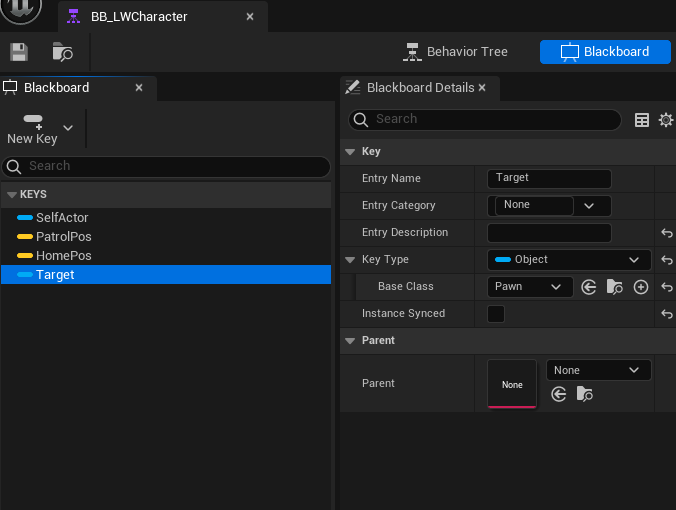 BB_LWCharacter
Behavior Tree
Blackboard
Blackboard
New Key
Search
KEYS
SelfActor
PatrolPos
HomePos
Target
Blackboard Details
Search
Key
Entry Name Target
Entry Category None
Entry Description
Key Type Object
Base Class Pawn
Instance Synced
Parent
Parent None None